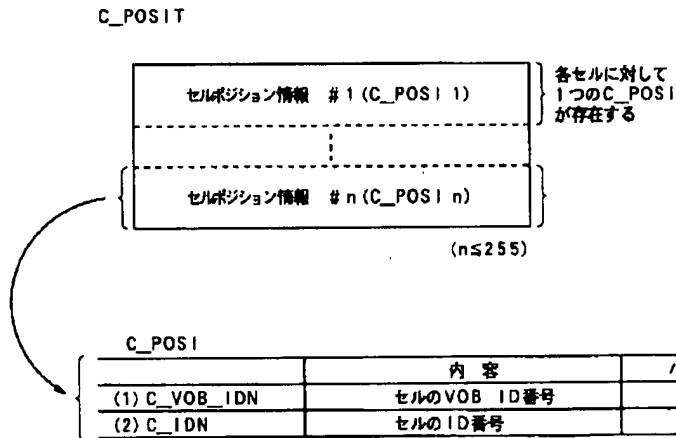 C_POSIT
セルポジション情報 #1(C_POSI 1)
各セルに対して
1つのC_POSI
が存在する
セルポジション情報 #n(C_POSI n)
(n≦255)
C_POSI
内 容
(1) C_VOB_IDN セルのVOB ID番号
(2) C_IDN セルのID番号